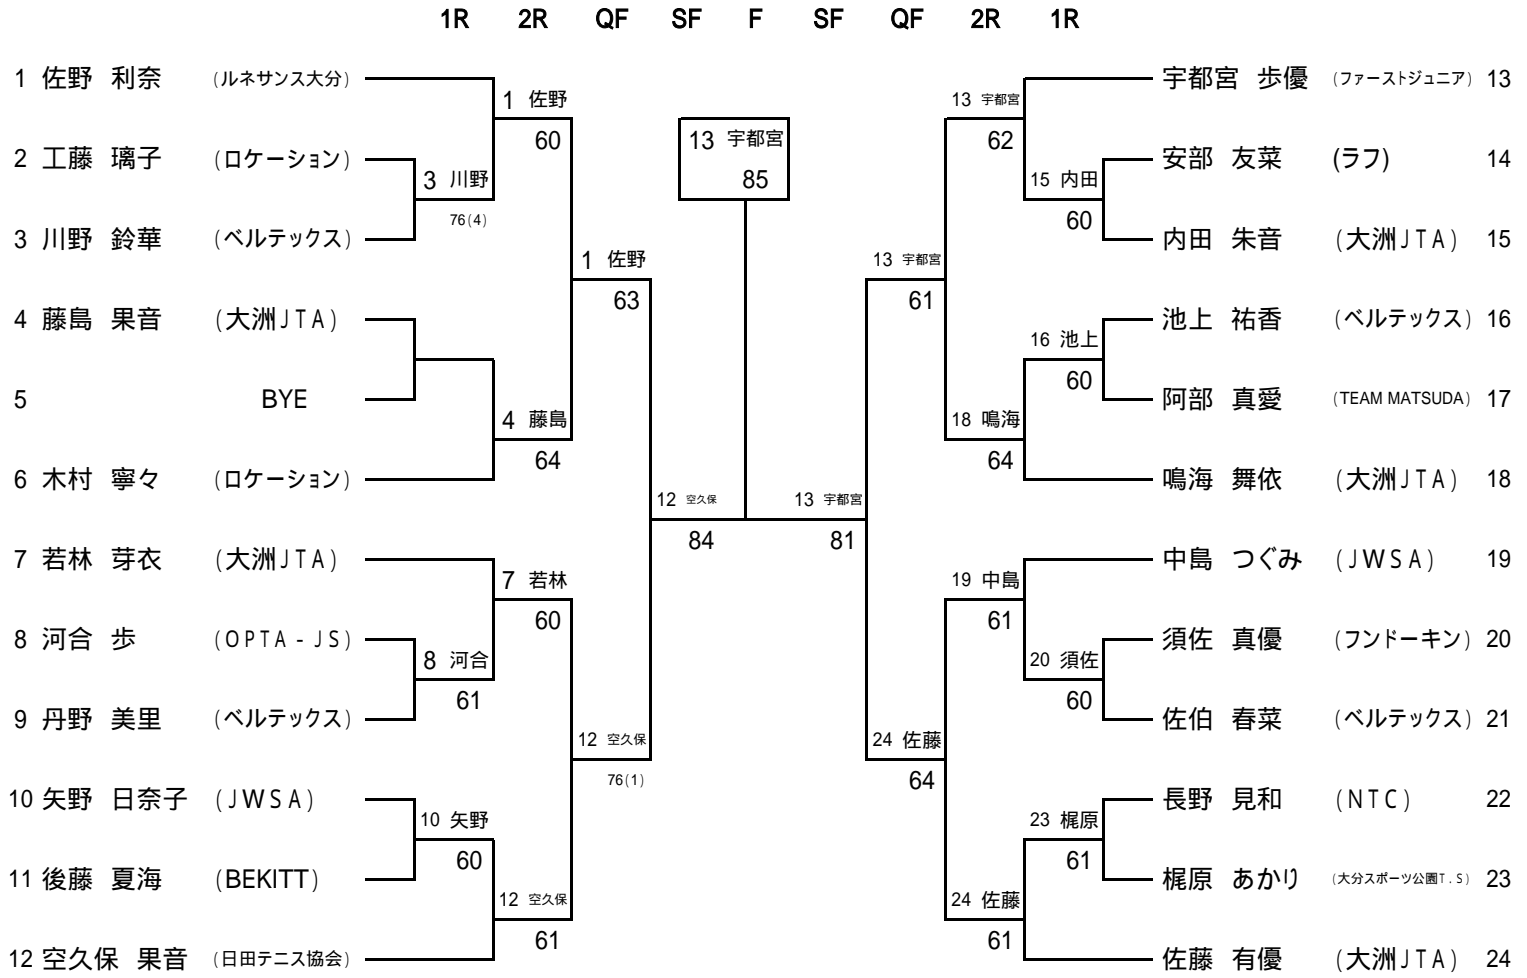 1R 2R QF SF F SF QF 2R 1R
1 佐野 利奈 (ルネサンス大分)
2 工藤 璃子 (ロケーション)
3 川野 鈴華 (ベルテックス)
4 藤島 果音 (大洲JTA)
5 BYE
6 木村 寧々 (ロケーション)
7 若林 芽衣 (大洲JTA)
8 河合 歩 (OPTA-JS)
9 丹野 美里 (ベルテックス)
10 矢野 日奈子 (JWSA)
11 後藤 夏海 (BEKITT)
12 空久保 果音 (日田テニス協会)
3 川野
76(4)
8 河合
61
10 矢野
60
1 佐野
60
4 藤島
64
7 若林
60
12 空久保
61
1 佐野
63
12 空久保
76(1)
12 空久保
84
13 宇都宮
85
13 宇都宮
81
13 宇都宮
61
24 佐藤
64
13 宇都宮
62
18 鳴海
64
19 中島
61
24 佐藤
61
15 内田
60
16 池上
60
20 須佐
60
23 梶原
61
宇都宮 歩優 (ファーストジュニア) 13
安部 友菜 (ラフ) 14
内田 朱音 (大洲JTA) 15
池上 祐香 (ベルテックス) 16
阿部 真愛 (TEAM MATSUDA) 17
鳴海 舞依 (大洲JTA) 18
中島 つぐみ (JWSA) 19
須佐 真優 (フンドーキン) 20
佐伯 春菜 (ベルテックス) 21
長野 見和 (NTC) 22
梶原 あかり (大分スポーツ公園T.S) 23
佐藤 有優 (大洲JTA) 24